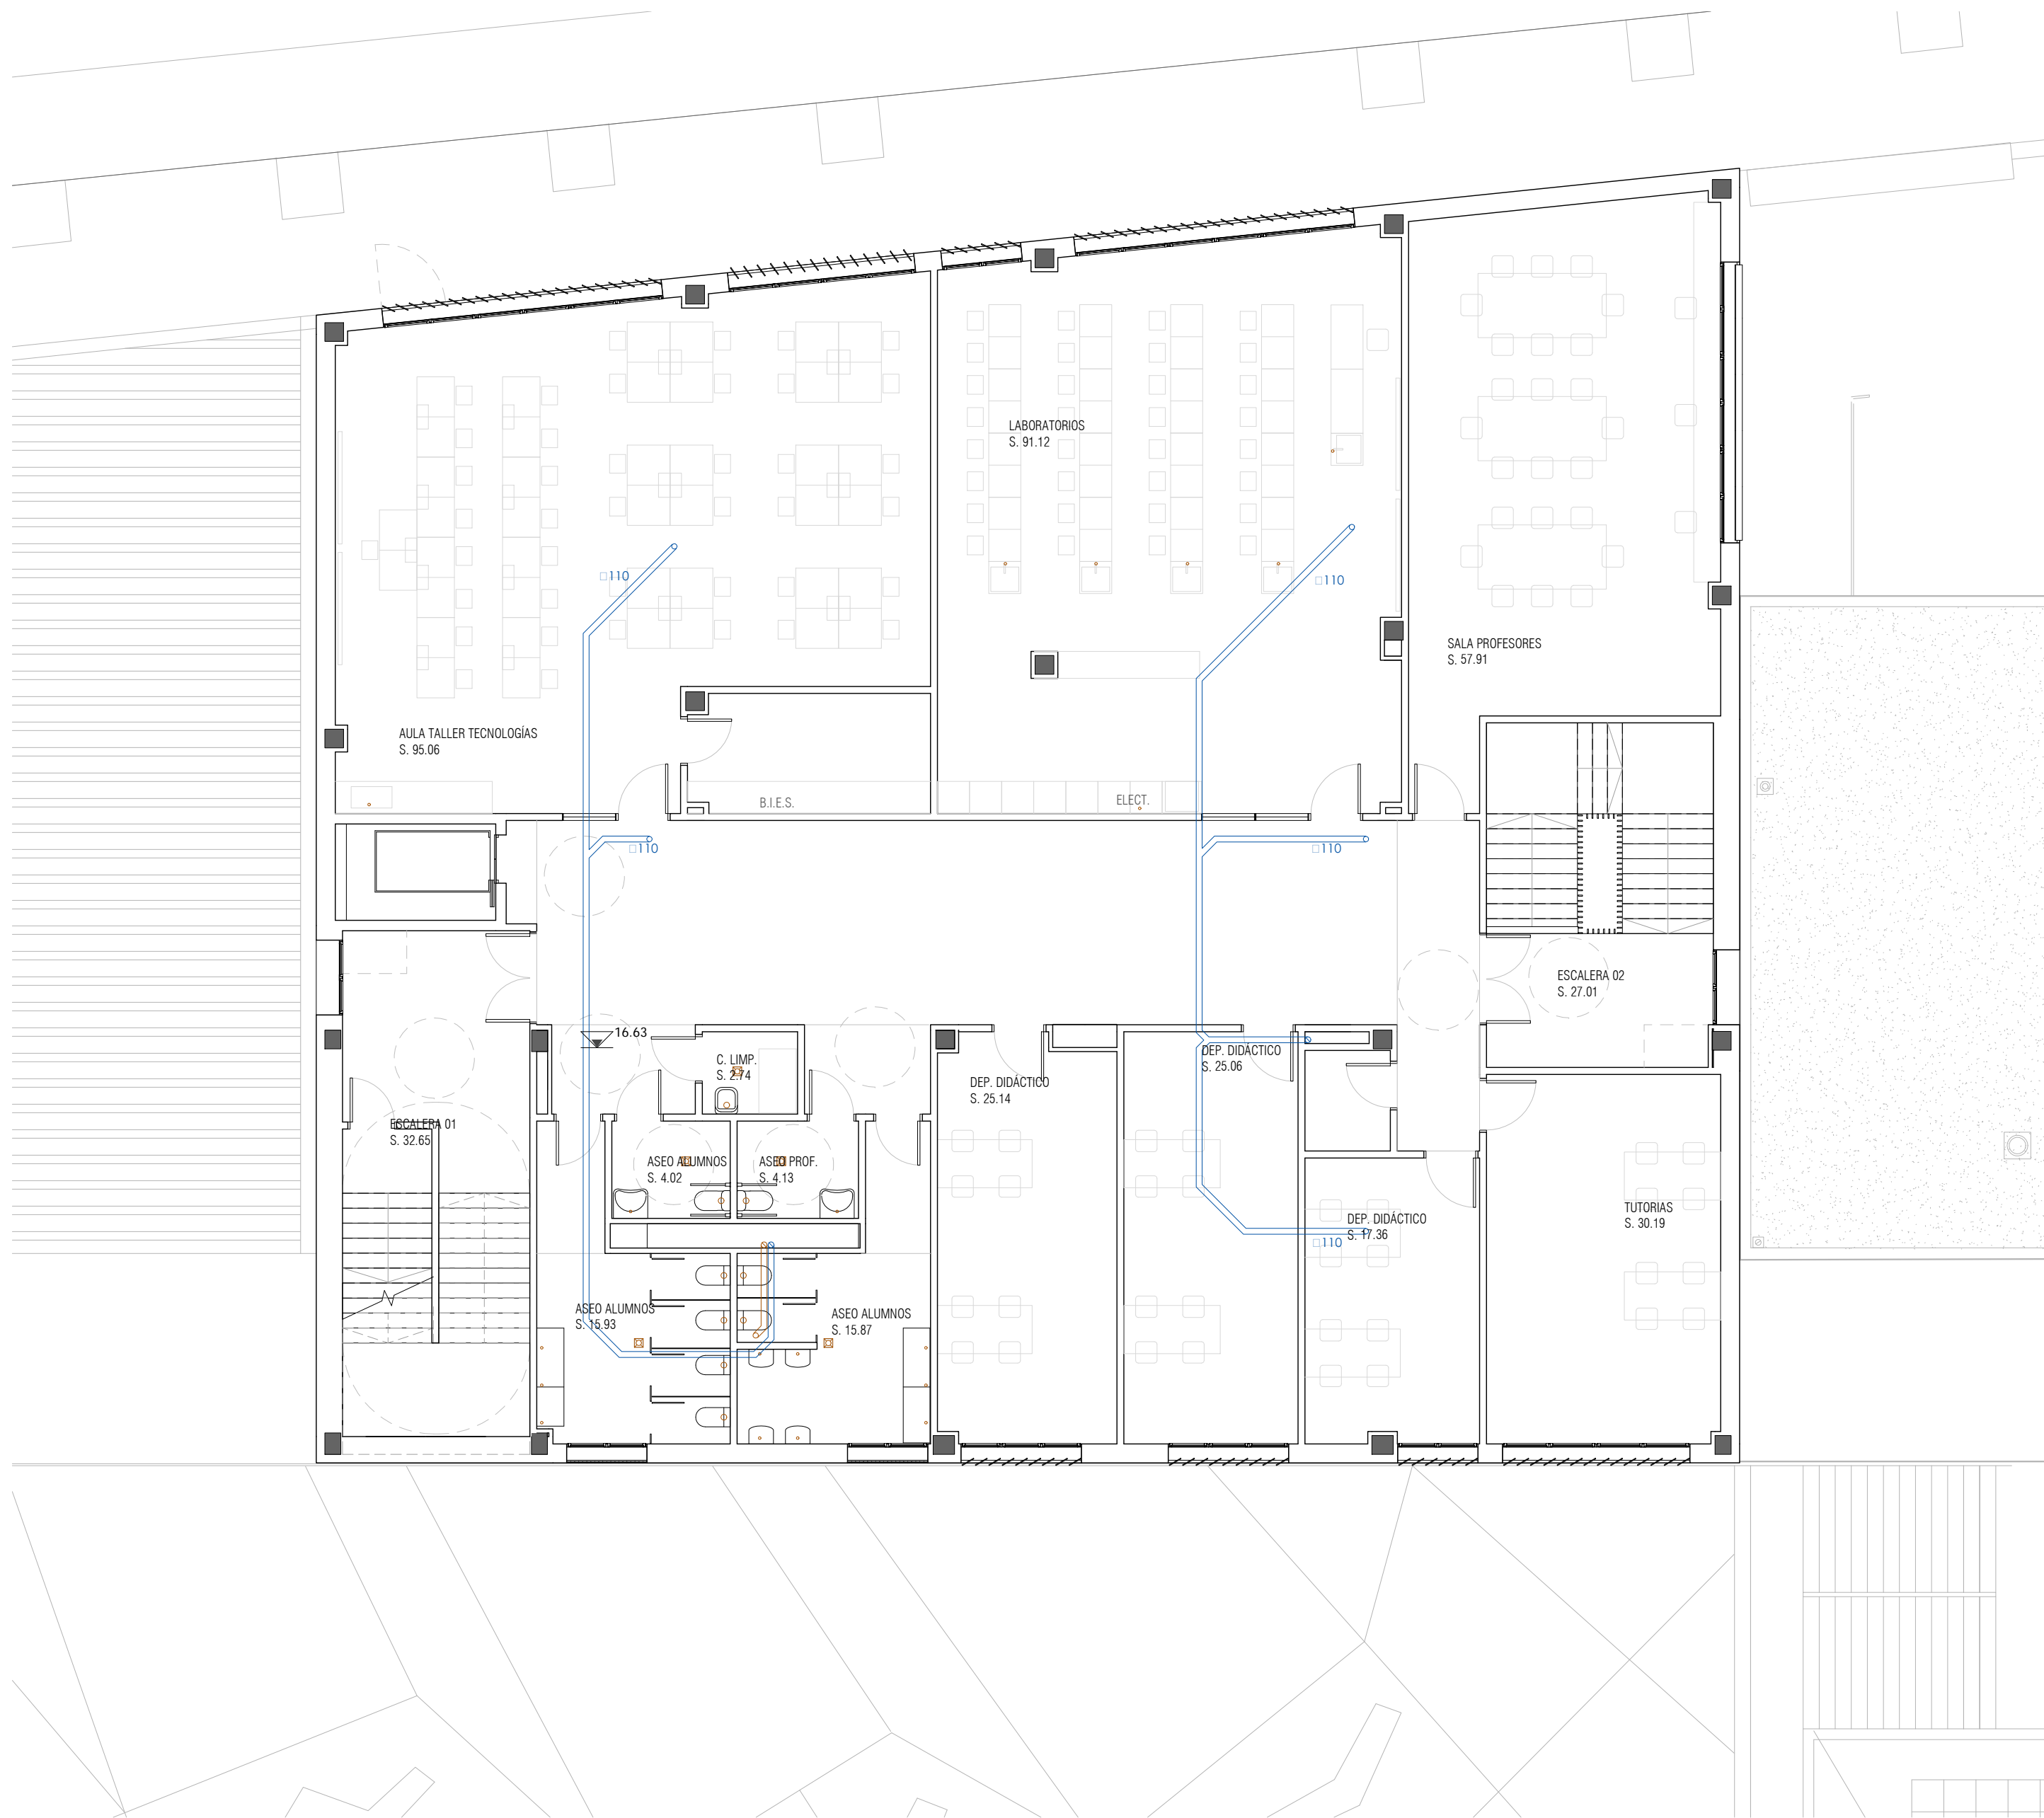 LABORATORIOS
S. 91.12
□110
□110
SALA PROFESORES
S. 57.91
AULA TALLER TECNOLOGÍAS
S. 95.06
B.I.E.S.
ELECT.
□110
□110
ESCALERA 02
S. 27.01
16.63
C. LIMP.
S. 2.74
DEP. DIDÁCTICO
S. 25.06
DEP. DIDÁCTICO
S. 25.14
ESCALERA 01
S. 32.65
ASEO ALUMNOS
S. 4.02
ASEO PROF.
S. 4.13
TUTORIAS
S. 30.19
DEP. DIDÁCTICO
S. 17.36
□110
ASEO ALUMNOS
S. 15.93
ASEO ALUMNOS
S. 15.87